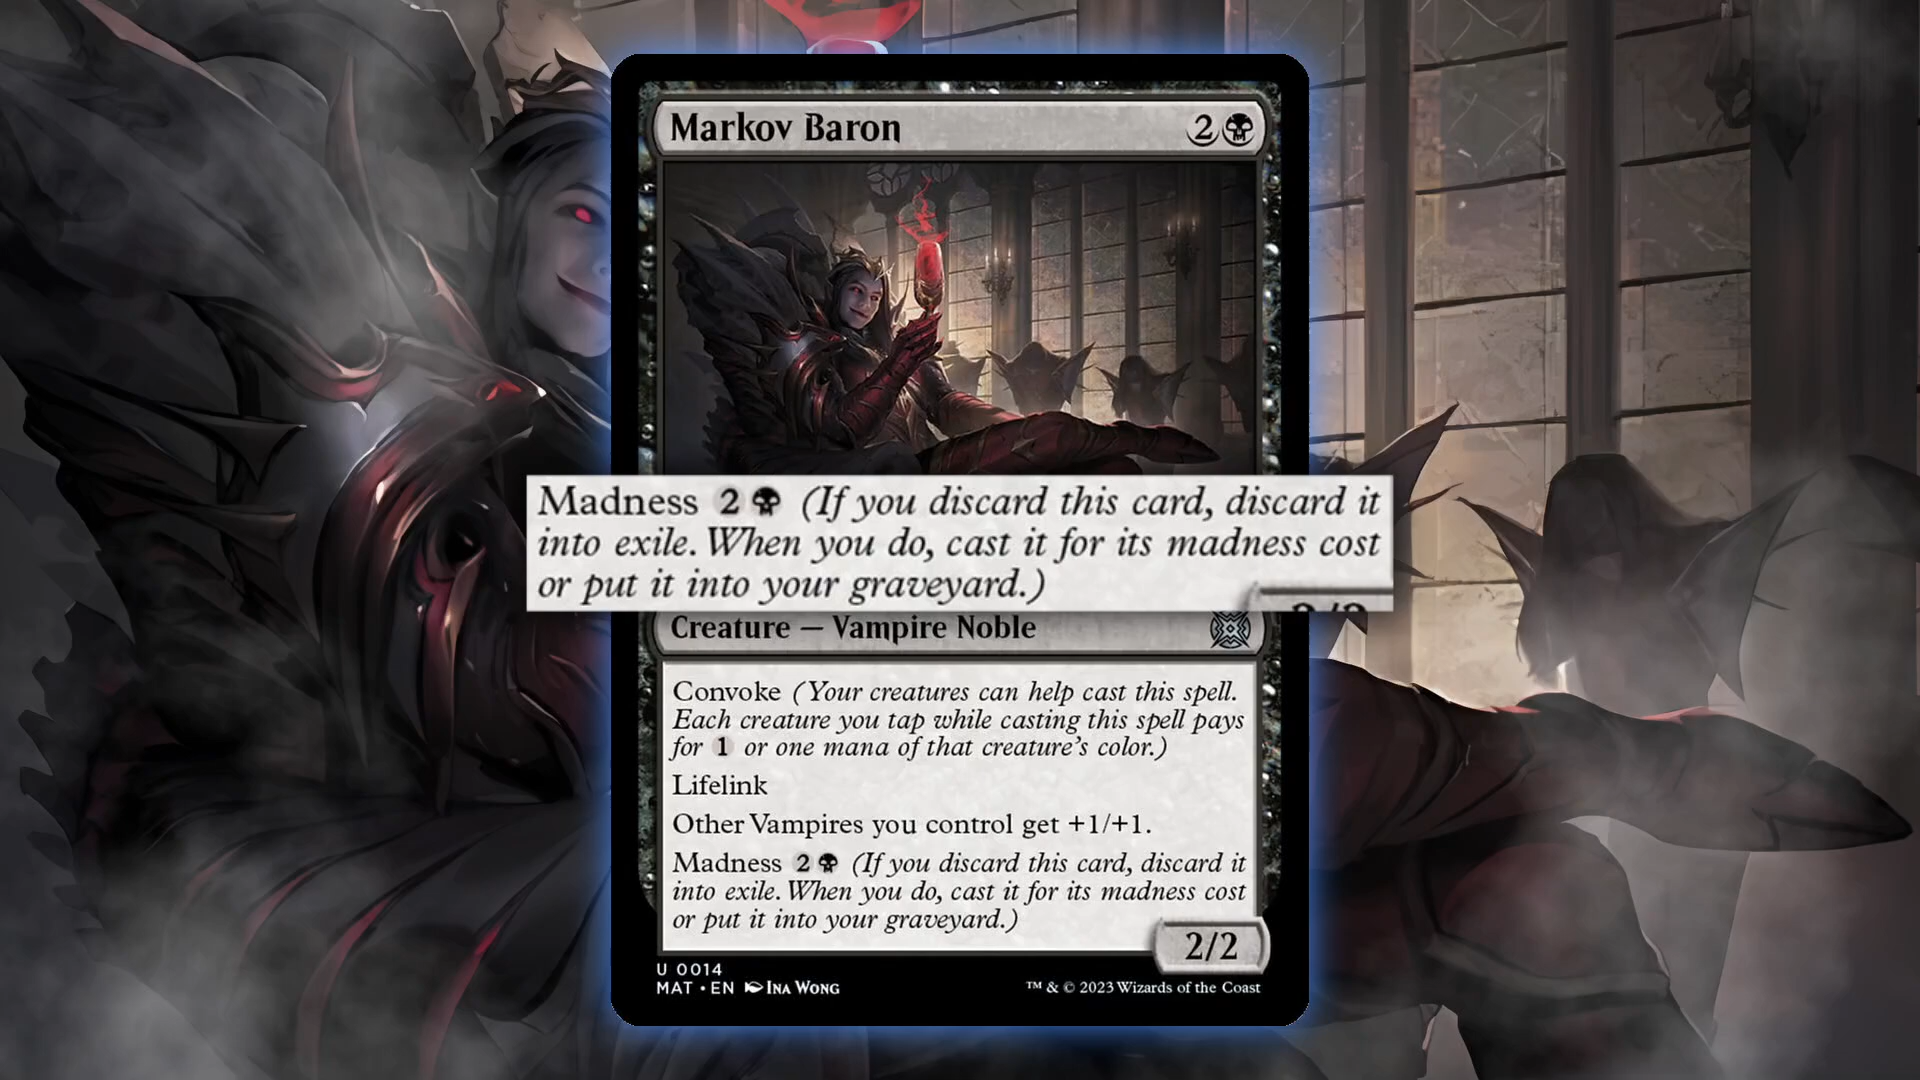 Markov Baron 2
Madness 2 (If you discard this card, discard it
into exile. When you do, cast it for its madness cost
or put it into your graveyard.)
Creature — Vampire Noble
Convoke (Your creatures can help cast this spell.
Each creature you tap while casting this spell pays
for 1 or one mana of that creature's color.)
Lifelink
Other Vampires you control get +1/+1.
Madness 2 (If you discard this card, discard it
into exile. When you do, cast it for its madness cost
or put it into your graveyard.)
2/2
U 0014
MAT • EN Ina Wong
™ & © 2023 Wizards of the Coast